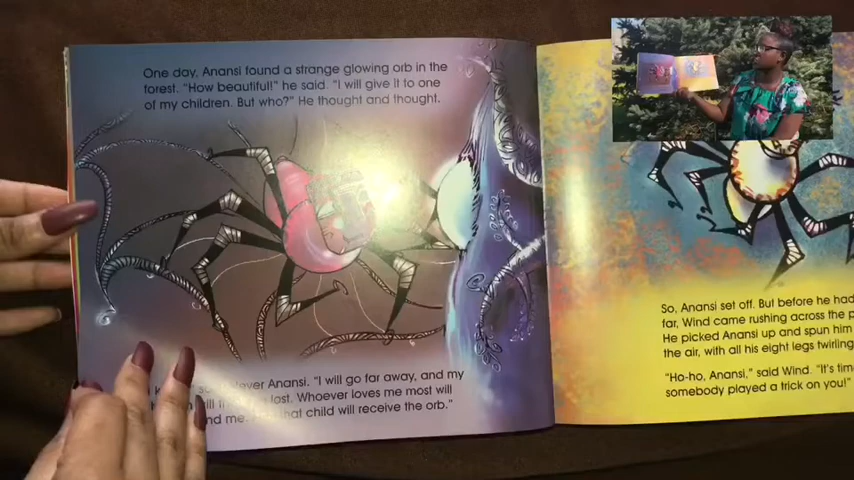 One day, Anansi found a strange glowing orb in the
forest. "How beautiful!" he said. "I will give it to one
of my children. But who?" He thought and thought.
Anansi. "I will go far away, and my
lost. Whoever loves me most will
me. that child will receive the orb."
So, Anansi set off. But before he had
far, Wind came rushing across the
He picked Anansi up and spun him
the air, with all his eight legs twirling
"Ho-ho, Anansi," said Wind. "It's time
somebody played a trick on you!"